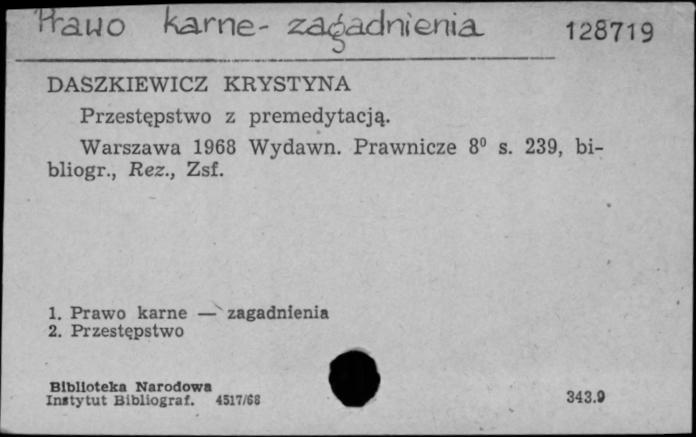 Prawo karne - zagadnienia 128719
DASZKIEWICZ KRYSTYNA
Przestępstwo z premedytacją.
Warszawa 1968 Wydawn. Prawnicze 8⁰ s. 239, bi-
bliogr., Rez., Zsf.
1. Prawo karne — zagadnienia
2. Przestępstwo
Biblioteka Narodowa
Instytut Bibliograf. 4517/68 343.9